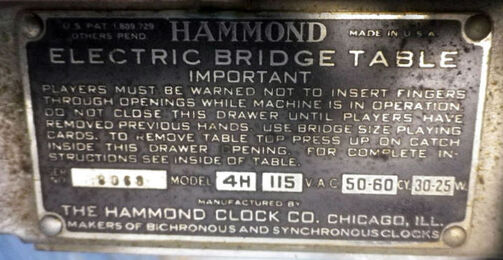 U.S. PAT. 1,809,729 HAMMOND MADE IN U.S.A.
OTHERS PEND.
ELECTRIC BRIDGE TABLE
IMPORTANT
PLAYERS MUST BE WARNED NOT TO INSERT FINGERS
THROUGH OPENINGS WHILE MACHINE IS IN OPERATION
DO NOT CLOSE THIS DRAWER UNTIL PLAYERS HAVE
REMOVED PREVIOUS HANDS. USE BRIDGE SIZE PLAYING
CARDS. TO REMOVE TABLE TOP PRESS UP ON CATCH
INSIDE THIS DRAWER OPENING. FOR COMPLETE IN-
STRUCTIONS SEE INSIDE OF TABLE.
SER. NO. 8068 MODEL 4H 115 V.A.C. 50-60 CY. 30-25 W.
MANUFACTURED BY
THE HAMMOND CLOCK CO. CHICAGO, ILL.
MAKERS OF BICHRONOUS AND SYNCHRONOUS CLOCKS